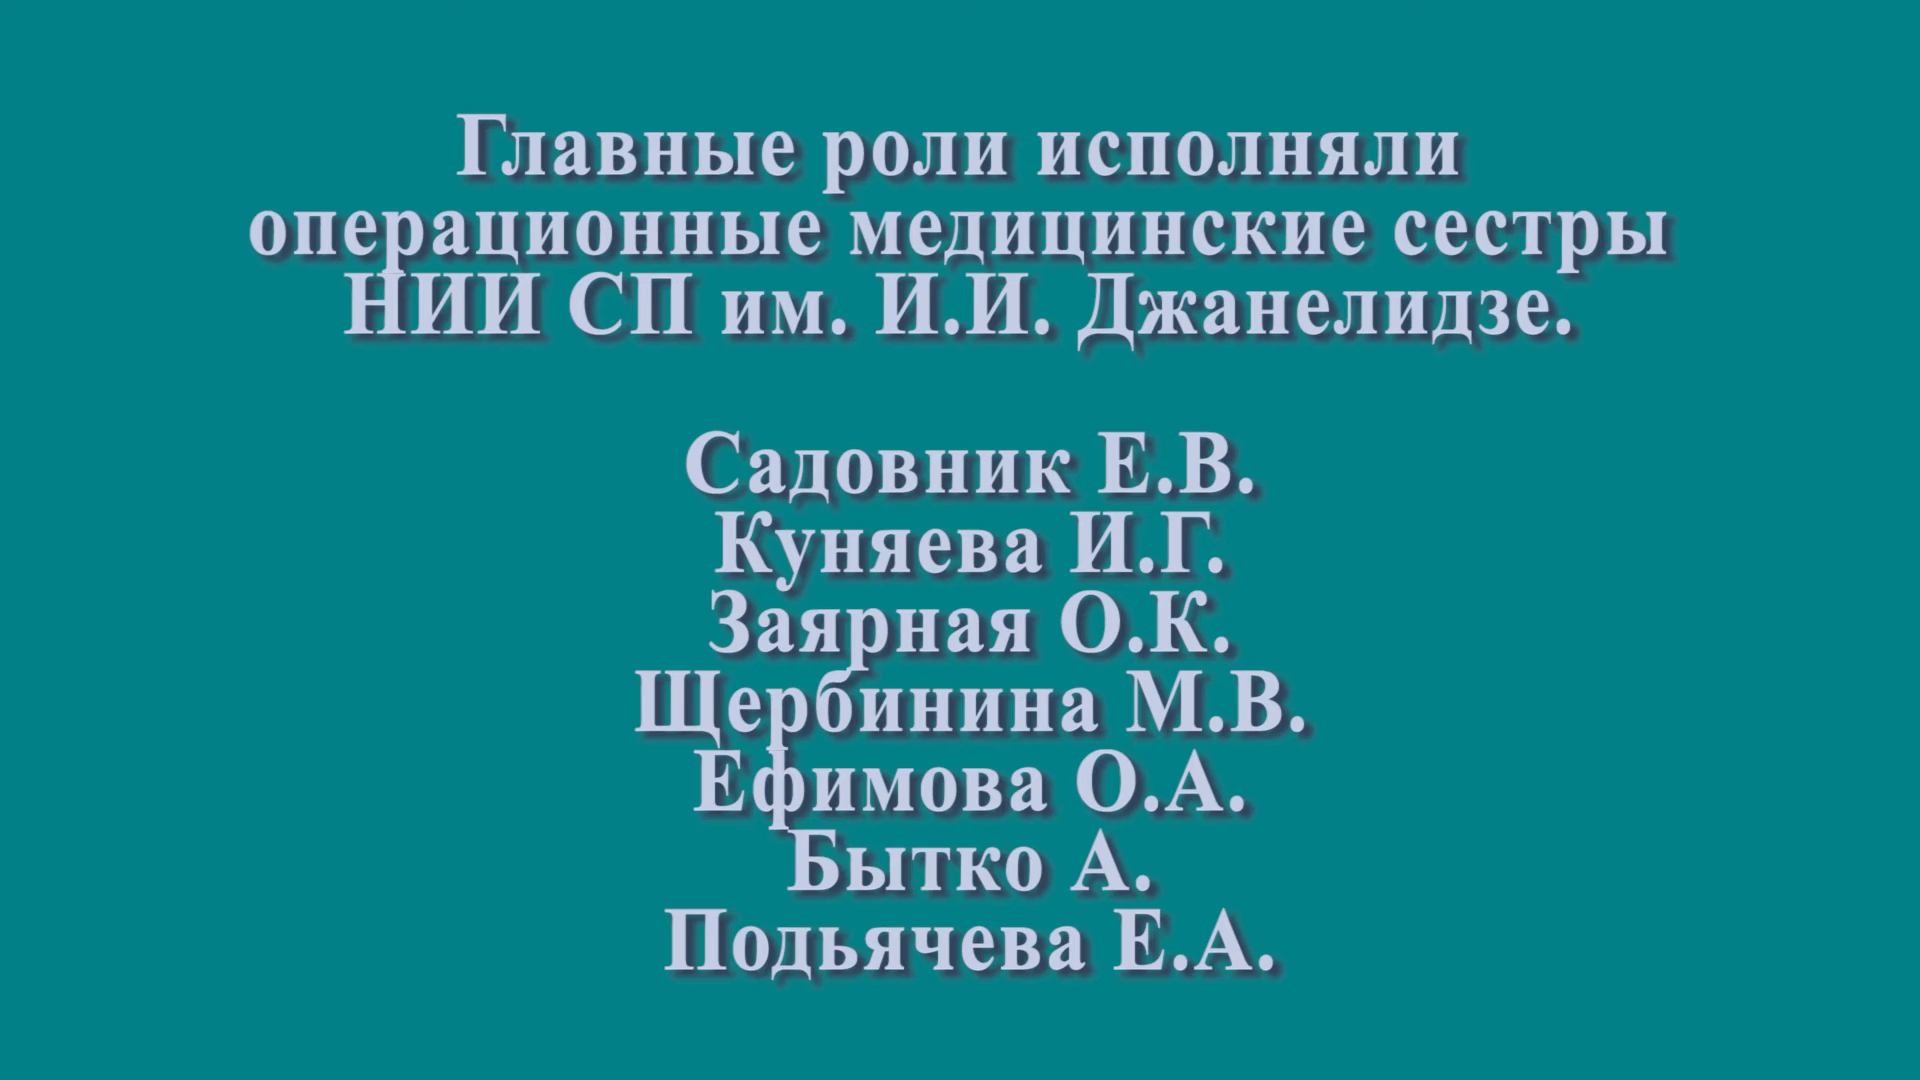 Главные роли исполняли
операционные медицинские сестры
НИИ СП им. И.И. Джанелидзе.
Садовник Е.В.
Куняева И.Г.
Заярная О.К.
Щербинина М.В.
Ефимова О.А.
Бытко А.
Подьячева Е.А.